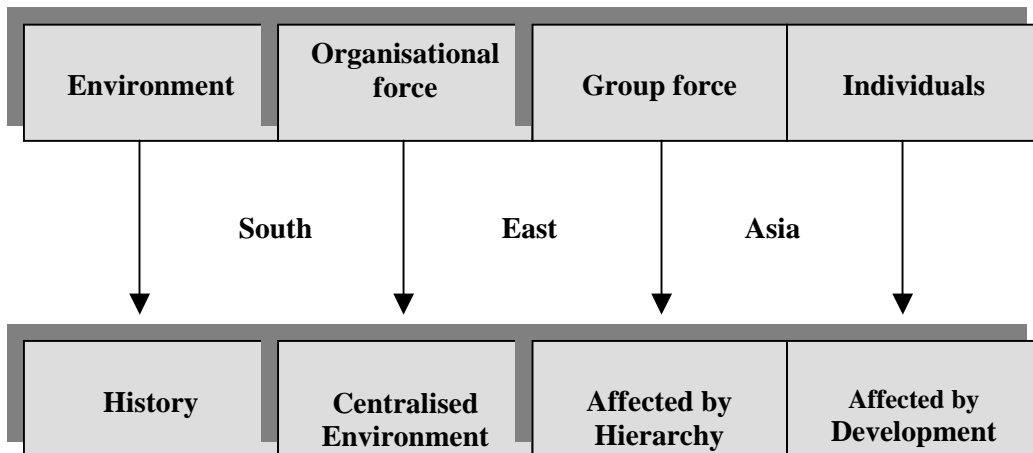 Environment
Organisational
force
Group force
Individuals
South
East
Asia
History
Centralised
Environment
Affected by
Hierarchy
Affected by
Development